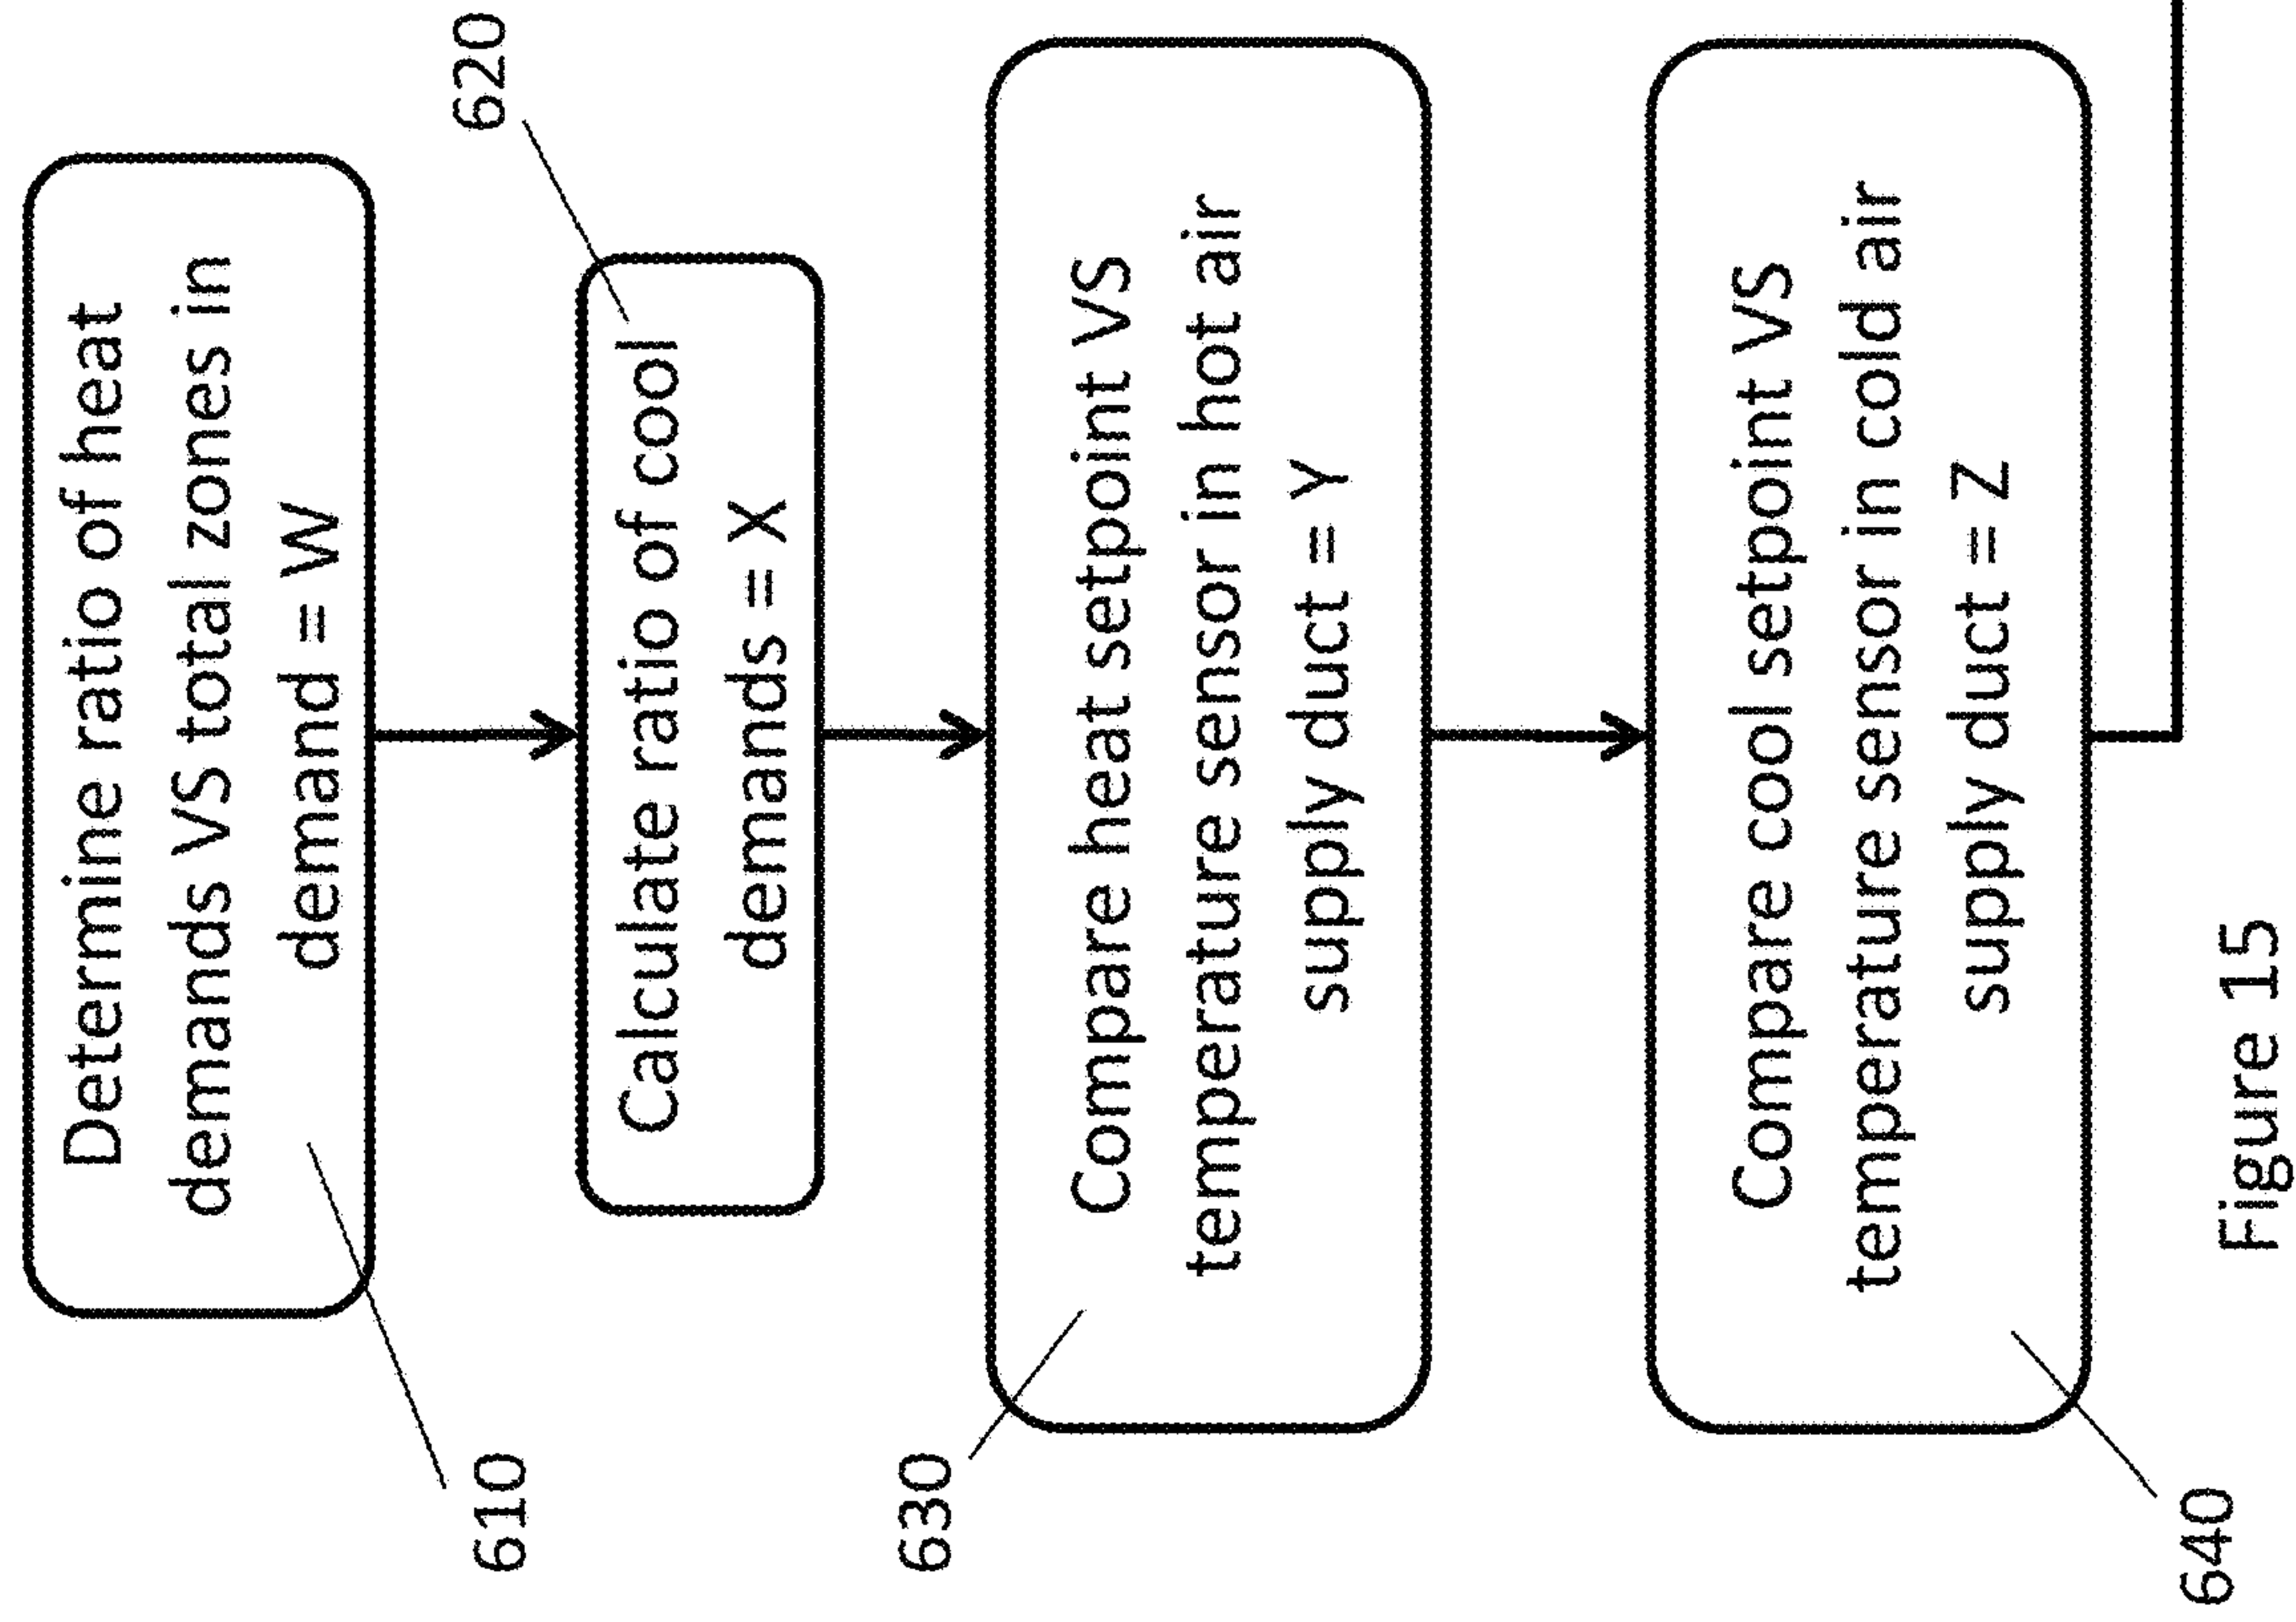 Determine ratio of heat
demands VS total zones in
demand = W
610
620
Calculate ratio of cool
demands = X
630
Compare heat setpoint VS
temperature sensor in hot air
supply duct = Y
640
Compare cool setpoint VS
temperature sensor in cold air
supply duct = Z
Figure 15